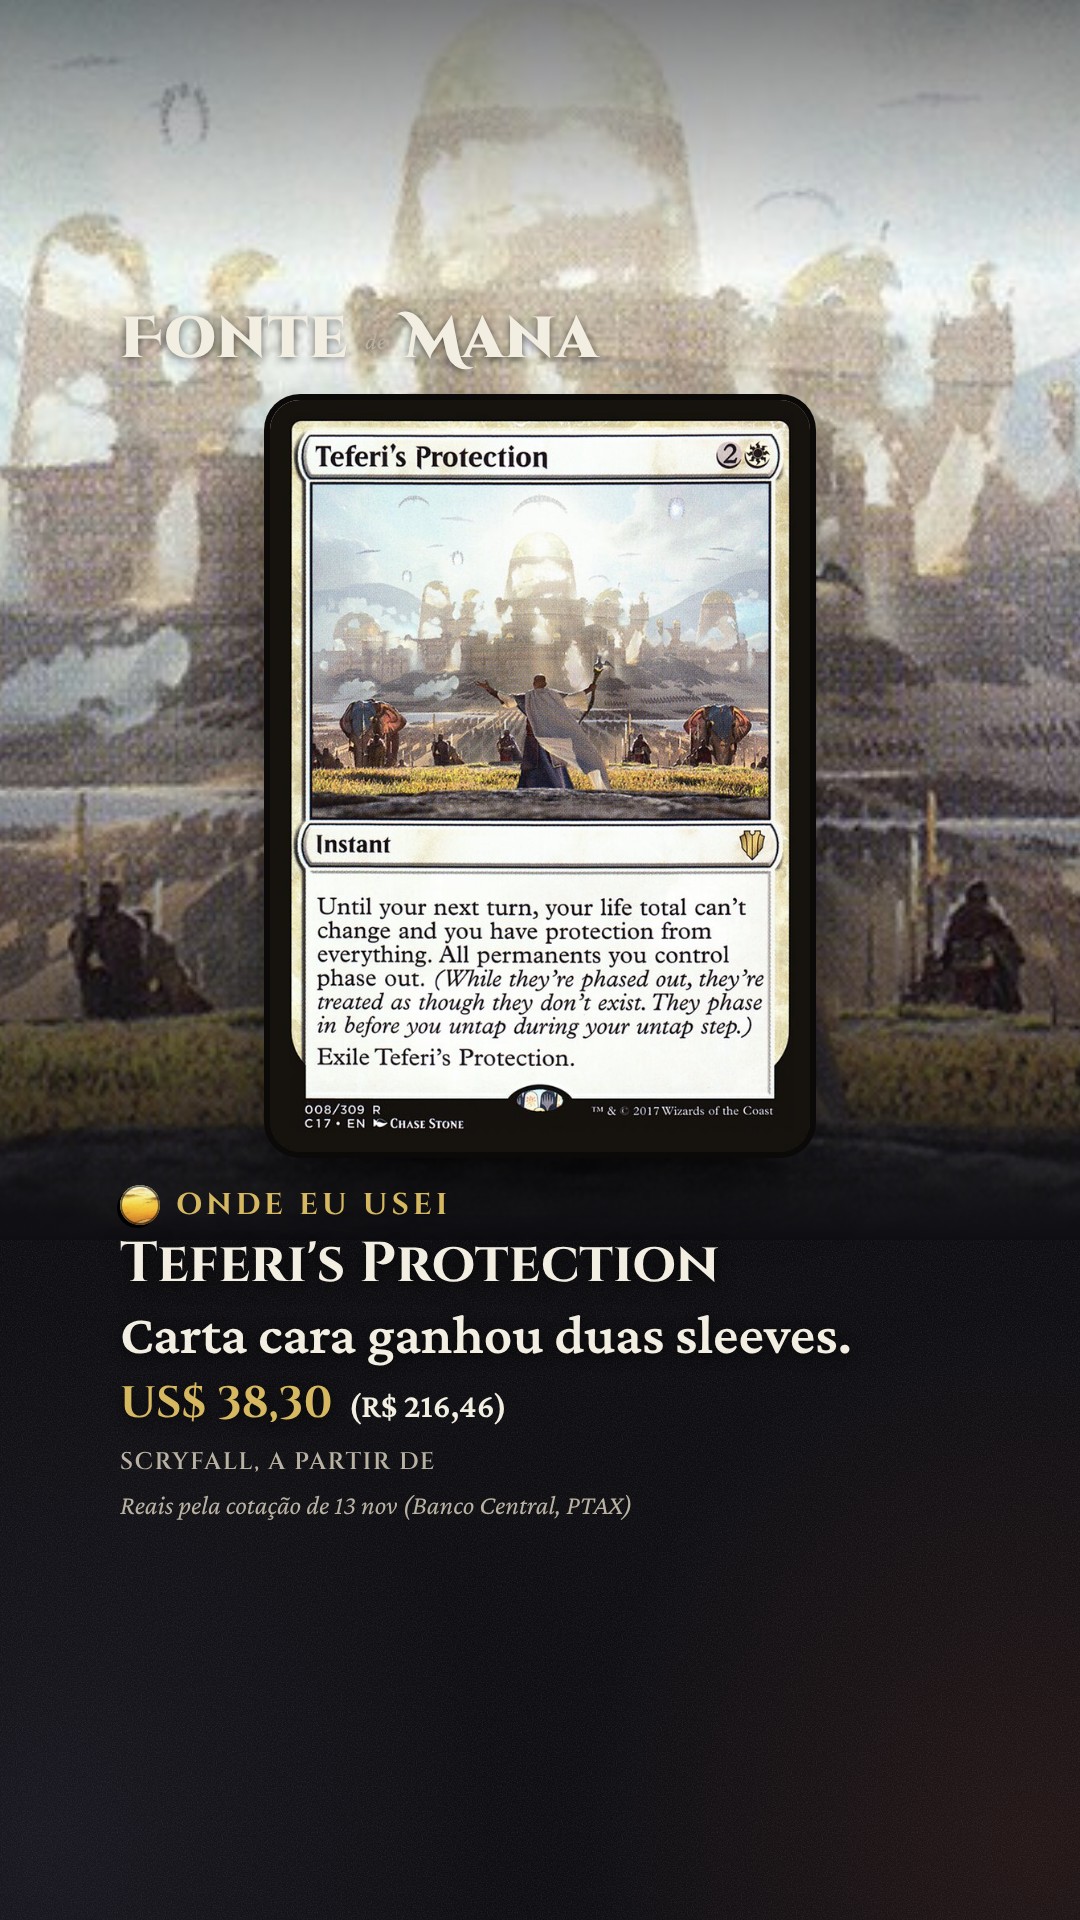 Fonte de Mana
Teferi's Protection 2
Instant
Until your next turn, your life total can't
change and you have protection from
everything. All permanents you control
phase out. (While they're phased out, they're
treated as though they don't exist. They phase
in before you untap during your untap step.)
Exile Teferi's Protection.
008/309 R
C17 • EN Chase Stone
™ & © 2017 Wizards of the Coast
ONDE EU USEI
Teferi's Protection
Carta cara ganhou duas sleeves.
US$ 38,30 (R$ 216,46)
SCRYFALL, A PARTIR DE
Reais pela cotação de 13 nov (Banco Central, PTAX)